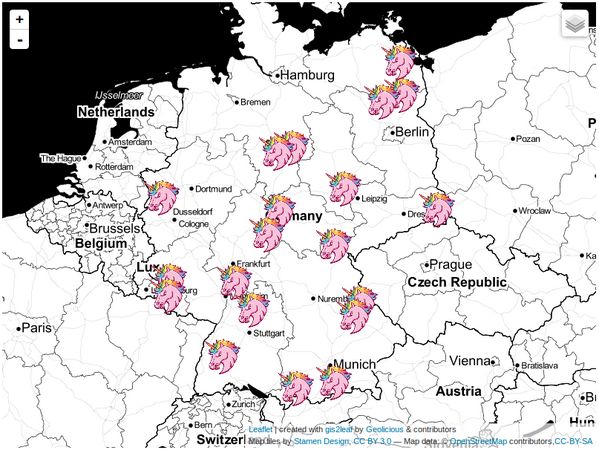 +
-
Hamburg
IJsselmeer
Bremen
Netherlands
Amsterdam
Berlin
Pozan
The Hague
Rotterdam
Dortmund
Leipzig
Antwerp
Dusseldorf
Dres
Wroclaw
Brussels
Cologne
many
Belgium
Frankfurt
Prague
Lux
Czech Republic
L
burg
Nuremb
Paris
Stuttgart
Munich
Vienna
Bratislava
Austria
Zurich
Bern
Switzerl
Hun
Leaflet | created with gis2leaf by Geolicious & contributors
Map tiles by Stamen Design, CC BY 3.0 — Map data: © OpenStreetMap contributors,CC-BY-SA